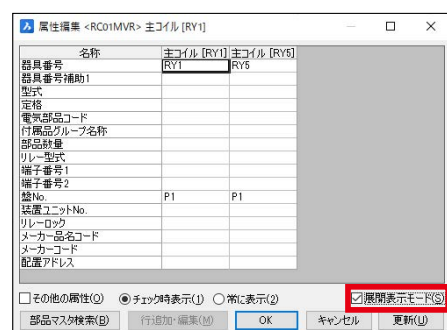 属性編集 <RC01MVR> 主コイル [RY1]
名称 主コイル [RY1] 主コイル [RY5]
器具番号 RY1 RY5
器具番号補助1
型式
定格
電気部品コード
付属品グループ名称
部品数量
リレー型式
端子番号1
端子番号2
盤No. P1 P1
装置ユニットNo.
リレーロック
メーカー品名コード
メーカーコード
配置アドレス
その他の属性(O) チェック時表示(1) 常に表示(2) 展開表示モード(S)
部品マスタ検索(B) 行追加・編集(M) OK キャンセル 更新(U)